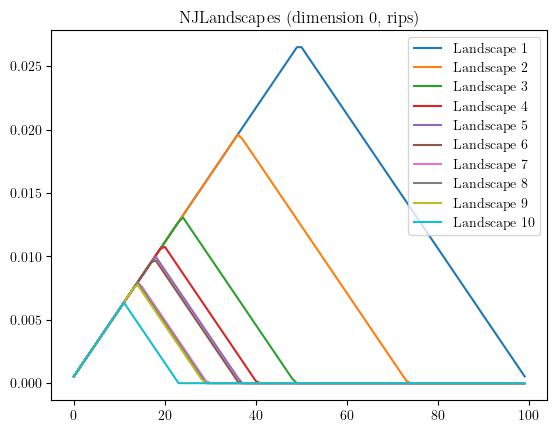 NJLandscapes (dimension 0, rips)
Landscape 1
Landscape 2
Landscape 3
Landscape 4
Landscape 5
Landscape 6
Landscape 7
Landscape 8
Landscape 9
Landscape 10
0.025
0.020
0.015
0.010
0.005
0.000
0 20 40 60 80 100